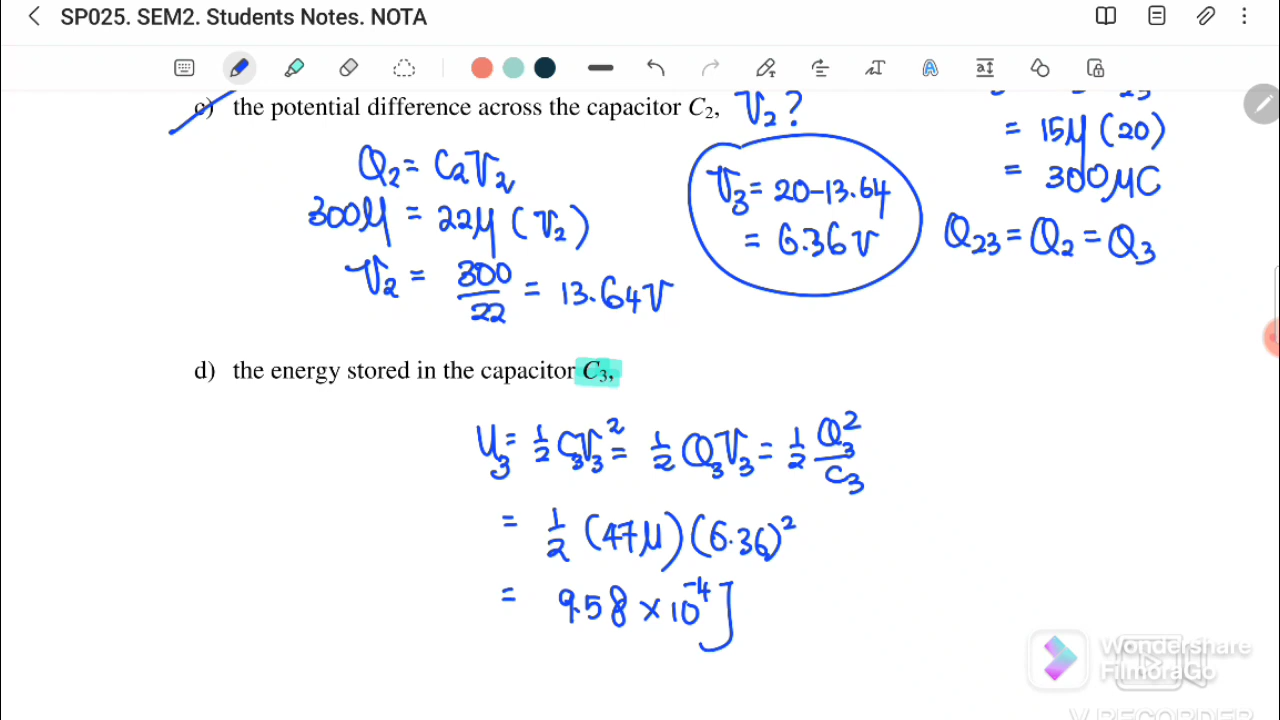 SP025. SEM2. Students Notes. NOTA
c) the potential difference across the capacitor C₂, V₂?
Q₂ = C₂V₂
300μ = 22μ (V₂)
V₂ = 300/22 = 13.64V
V₃ = 20-13.64
= 6.36V
= 15μ (20)
= 300μC
Q₂₃ = Q₂ = Q₃
d) the energy stored in the capacitor C₃,
U₃ = ½ C₃V₃² = ½ Q₃V₃ = ½ Q₃²/C₃
= ½ (47μ)(6.36)²
= 9.58 × 10⁻⁴ J
Wondershare
FilmoraGo
V RECORDER